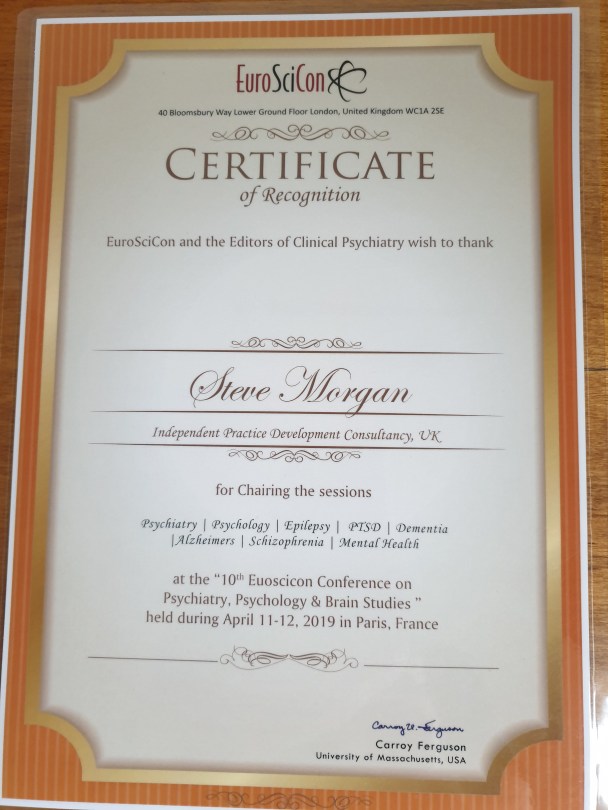 EuroSciCon
40 Bloomsbury Way Lower Ground Floor London, United Kingdom WC1A 2SE
CERTIFICATE
of Recognition
EuroSciCon and the Editors of Clinical Psychiatry wish to thank
Steve Morgan
Independent Practice Development Consultancy, UK
for Chairing the sessions
Psychiatry | Psychology | Epilepsy | PTSD | Dementia
|Alzheimers | Schizophrenia | Mental Health
at the “10th Euoscicon Conference on
Psychiatry, Psychology & Brain Studies ”
held during April 11-12, 2019 in Paris, France
Carroy U. Ferguson
Carroy Ferguson
University of Massachusetts, USA